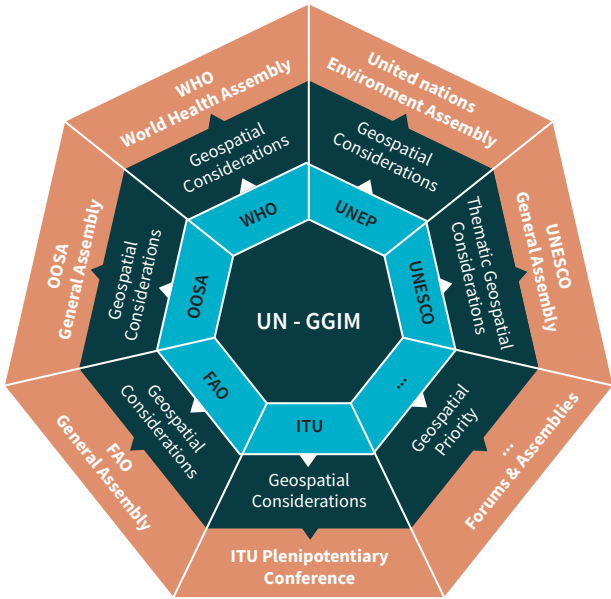 WHO
World Health Assembly
United nations
Environment Assembly
Geospatial
Considerations
Geospatial
Considerations
WHO
UNEP
OOSA
General Assembly
Geospatial
Considerations
OOSA
UN - GGIM
UNESCO
Thematic Geospatial
Considerations
UNESCO
General Assembly
FAO
General Assembly
Geospatial
Considerations
FAO
ITU
...
Geospatial
Priority
...
Forums & Assemblies
Geospatial
Considerations
ITU Plenipotentiary
Conference